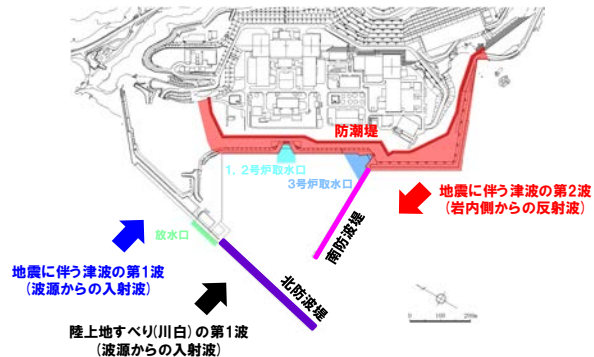 防潮堤
1，2号炉取水口
3号炉取水口
地震に伴う津波の第2波
(岩内側からの反射波)
南防波堤
放水口
地震に伴う津波の第1波
(波源からの入射波)
北防波堤
陸上地すべり(川白)の第1波
(波源からの入射波)
0 100 200m